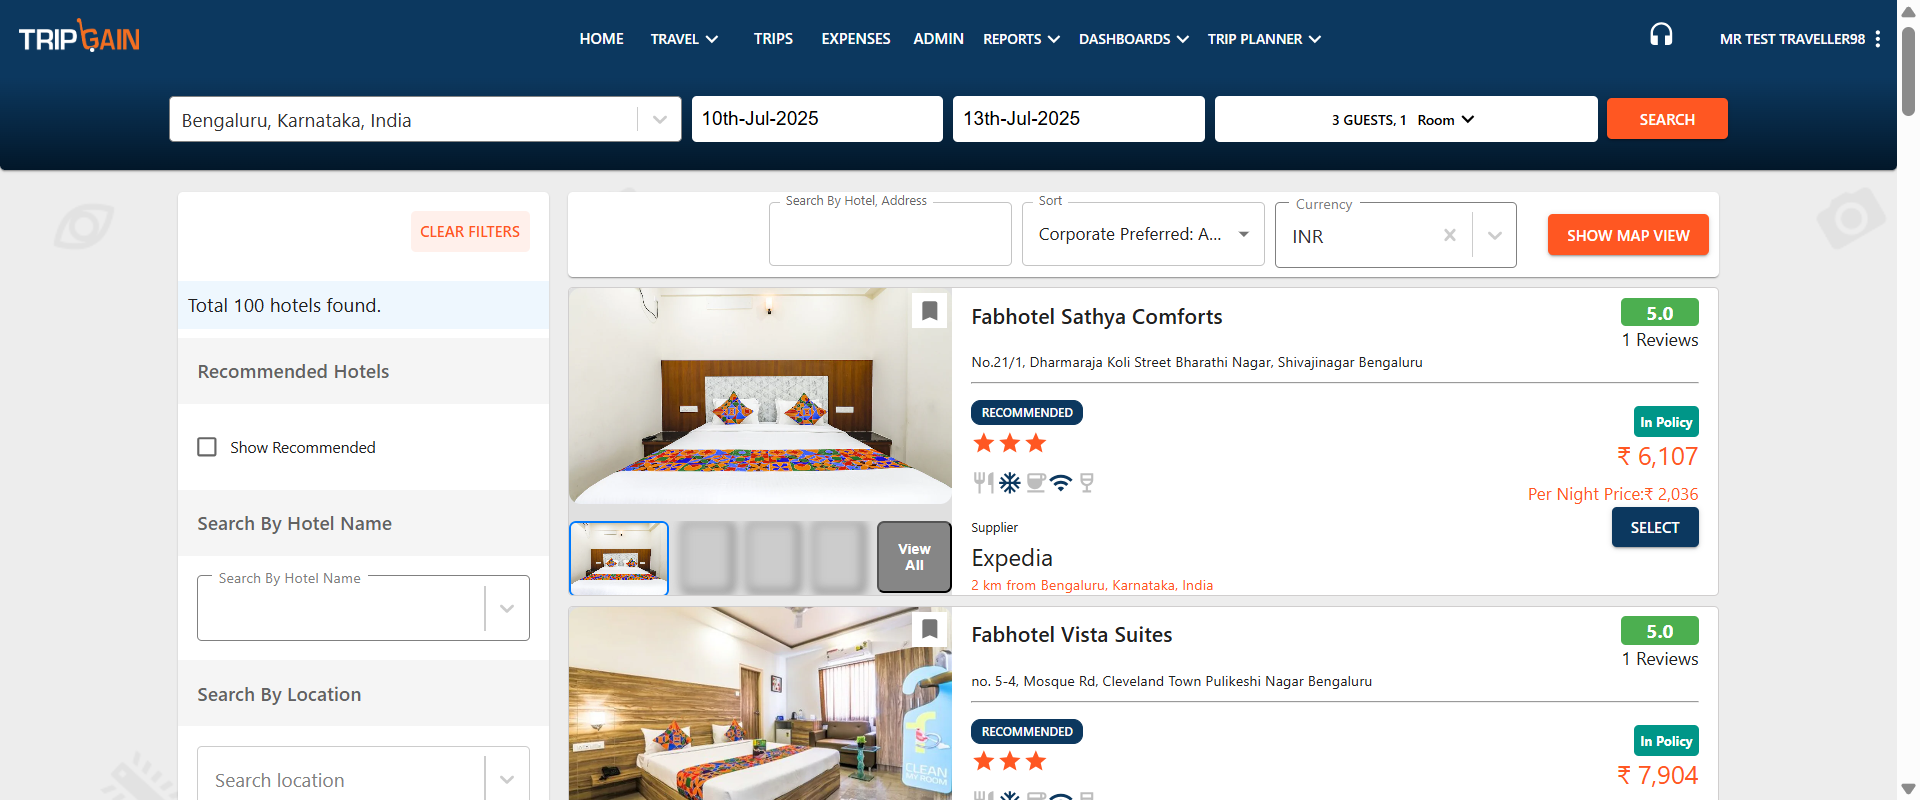 TRIPGAIN
HOME
TRAVEL
TRIPS
EXPENSES
ADMIN
REPORTS
DASHBOARDS
TRIP PLANNER
MR TEST TRAVELLER98
Bengaluru, Karnataka, India
10th-Jul-2025
13th-Jul-2025
3 GUESTS, 1 Room
SEARCH
CLEAR FILTERS
Total 100 hotels found.
Recommended Hotels
Show Recommended
Search By Hotel Name
Search By Hotel Name
Search By Location
Search location
Search By Hotel, Address
Sort
Corporate Preferred: A...
Currency
INR
SHOW MAP VIEW
Fabhotel Sathya Comforts
5.0
1 Reviews
No.21/1, Dharmaraja Koli Street Bharathi Nagar, Shivajinagar Bengaluru
RECOMMENDED
In Policy
₹ 6,107
Per Night Price:₹ 2,036
SELECT
Supplier
Expedia
2 km from Bengaluru, Karnataka, India
View
All
Fabhotel Vista Suites
5.0
1 Reviews
no. 5-4, Mosque Rd, Cleveland Town Pulikeshi Nagar Bengaluru
RECOMMENDED
In Policy
₹ 7,904
CLEAN
MY ROOM